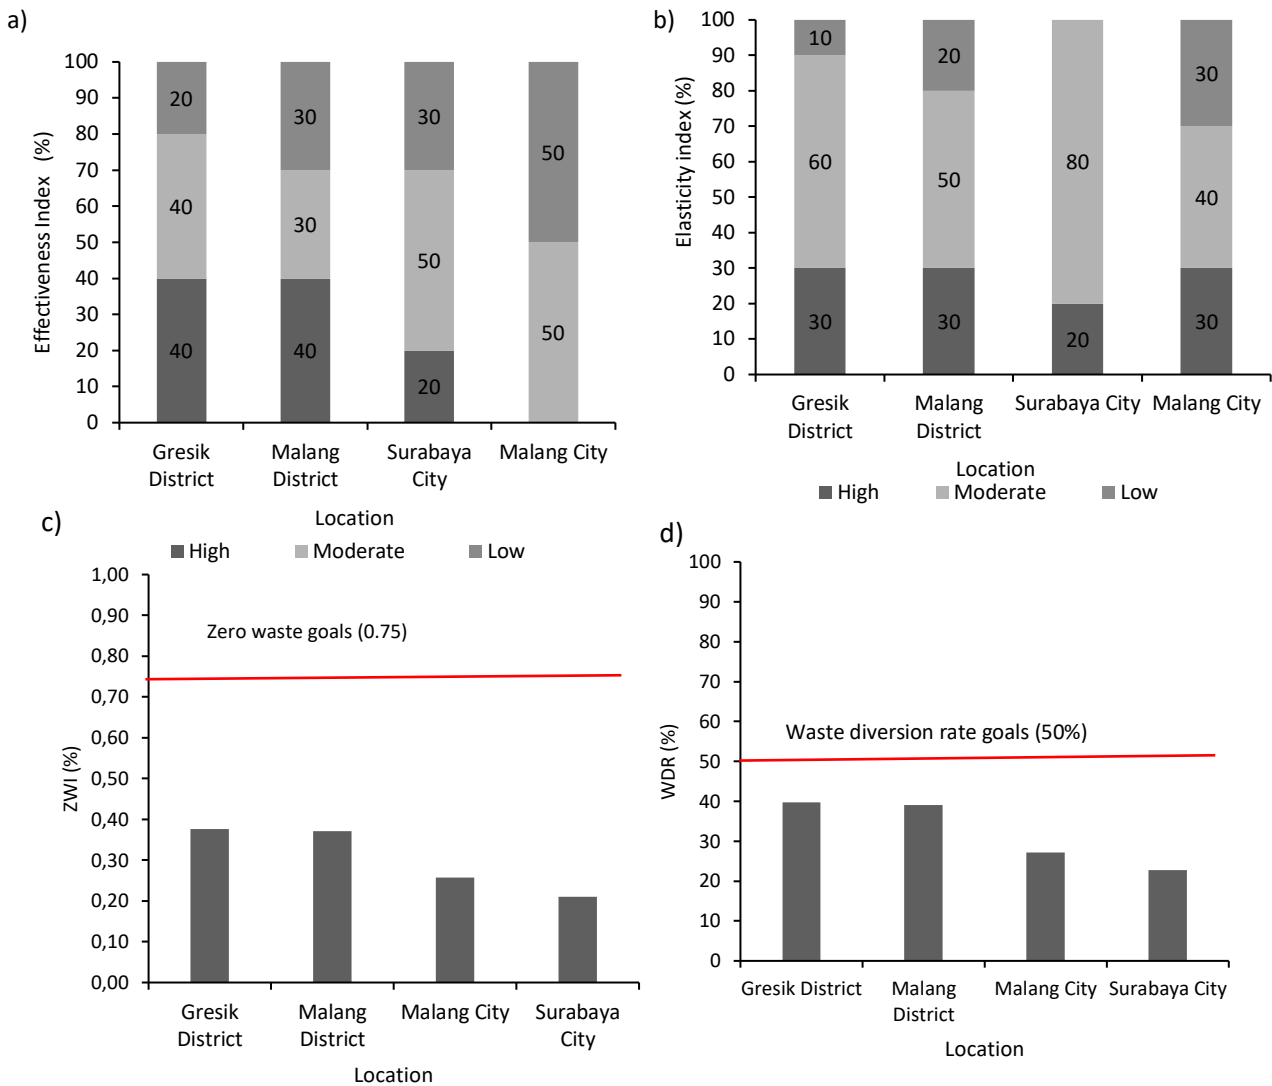 a)
Effectiveness Index (%)
100
90
80
70
60
50
40
30
20
10
0
20
40
40
30
30
40
30
50
20
50
50
Gresik District
Malang District
Surabaya City
Malang City
Location
High
Moderate
Low
b)
Elasticity index (%)
100
90
80
70
60
50
40
30
20
10
0
10
60
30
20
50
30
80
20
30
40
30
Gresik District
Malang District
Surabaya City
Malang City
Location
High
Moderate
Low
c)
ZWI (%)
1,00
0,90
0,80
0,70
0,60
0,50
0,40
0,30
0,20
0,10
0,00
Zero waste goals (0.75)
Gresik District
Malang District
Malang City
Surabaya City
Location
d)
WDR (%)
100
90
80
70
60
50
40
30
20
10
0
Waste diversion rate goals (50%)
Gresik District
Malang District
Malang City
Surabaya City
Location